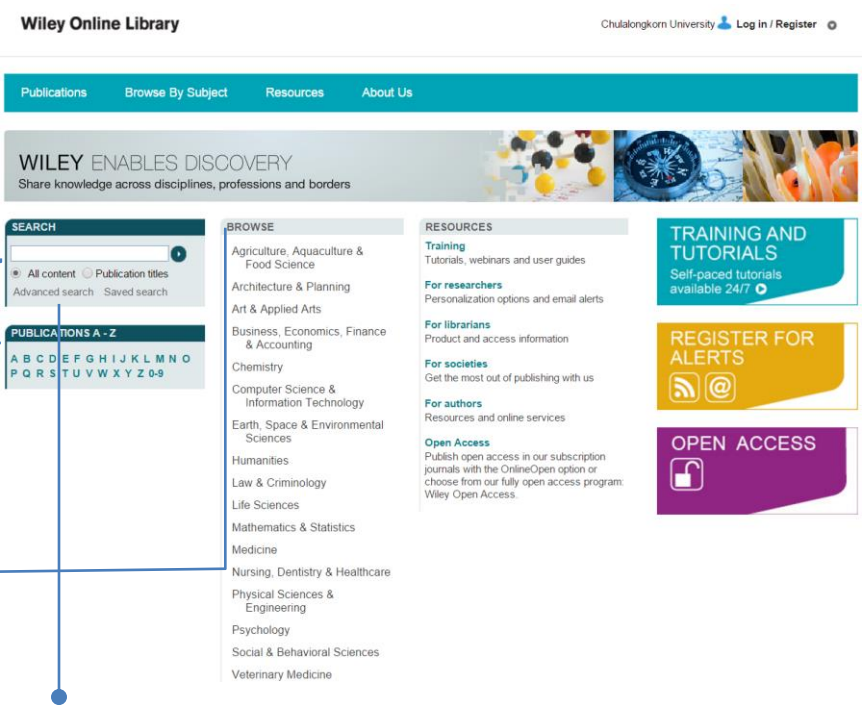 Wiley Online Library
Chulalongkorn University Log in / Register
Publications Browse By Subject Resources About Us
WILEY ENABLES DISCOVERY
Share knowledge across disciplines, professions and borders
SEARCH
All content Publication titles
Advanced search Saved search
PUBLICATIONS A - Z
A B C D E F G H I J K L M N O
P Q R S T U V W X Y Z 0-9
BROWSE
Agriculture, Aquaculture &
Food Science
Architecture & Planning
Art & Applied Arts
Business, Economics, Finance
& Accounting
Chemistry
Computer Science &
Information Technology
Earth, Space & Environmental
Sciences
Humanities
Law & Criminology
Life Sciences
Mathematics & Statistics
Medicine
Nursing, Dentistry & Healthcare
Physical Sciences &
Engineering
Psychology
Social & Behavioral Sciences
Veterinary Medicine
RESOURCES
Training
Tutorials, webinars and user guides
For researchers
Personalization options and email alerts
For librarians
Product and access information
For societies
Get the most out of publishing with us
For authors
Resources and online services
Open Access
Publish open access in our subscription
journals with the OnlineOpen option or
choose from our fully open access program:
Wiley Open Access.
TRAINING AND
TUTORIALS
Self-paced tutorials
available 24/7
REGISTER FOR
ALERTS
@
OPEN ACCESS